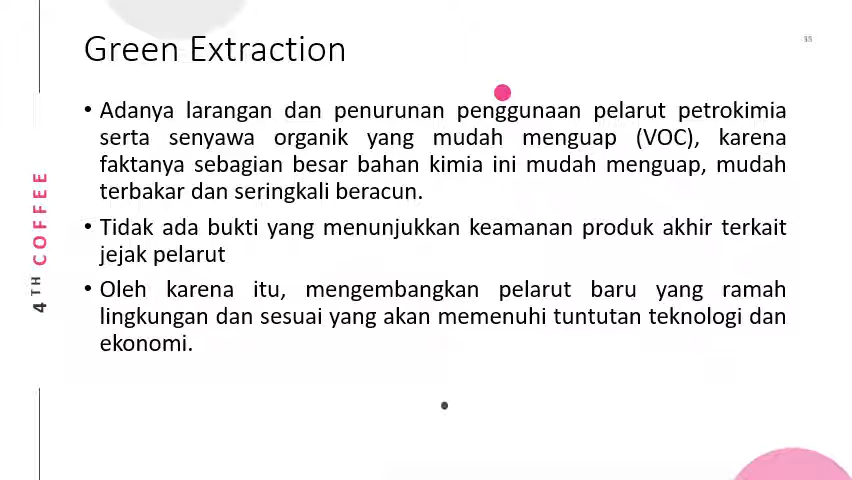 Green Extraction
55
• Adanya larangan dan penurunan penggunaan pelarut petrokimia
serta senyawa organik yang mudah menguap (VOC), karena
faktanya sebagian besar bahan kimia ini mudah menguap, mudah
terbakar dan seringkali beracun.
• Tidak ada bukti yang menunjukkan keamanan produk akhir terkait
jejak pelarut
• Oleh karena itu, mengembangkan pelarut baru yang ramah
lingkungan dan sesuai yang akan memenuhi tuntutan teknologi dan
ekonomi.
4TH COFFEE